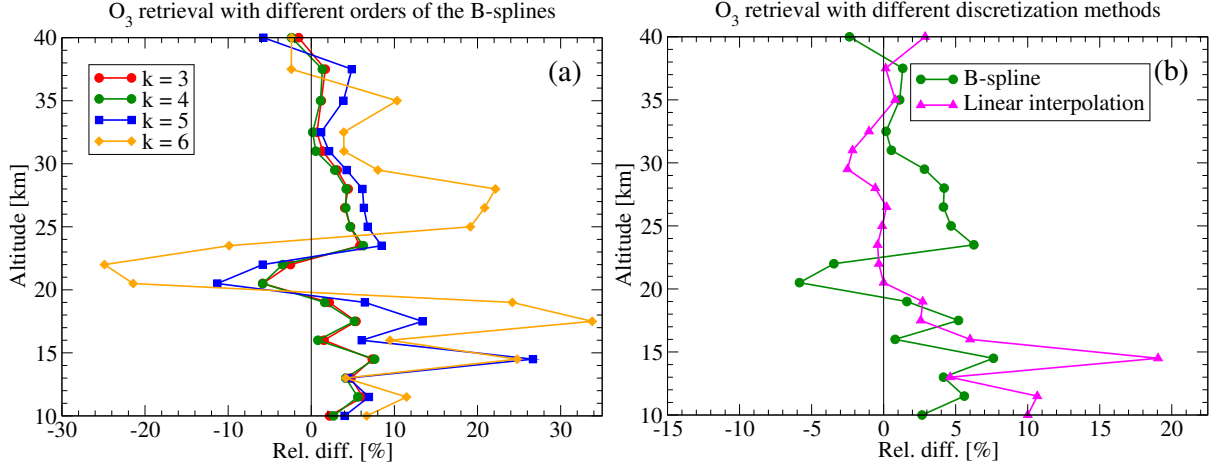 O3 retrieval with different orders of the B-splines
40
35
30
25
20
15
10
Altitude [km]
(a)
k = 3
k = 4
k = 5
k = 6
-30 -20 -10 0 10 20 30
Rel. diff. [%]
O3 retrieval with different discretization methods
40
35
30
25
20
15
10
Altitude [km]
(b)
B-spline
Linear interpolation
-15 -10 -5 0 5 10 15 20
Rel. diff. [%]